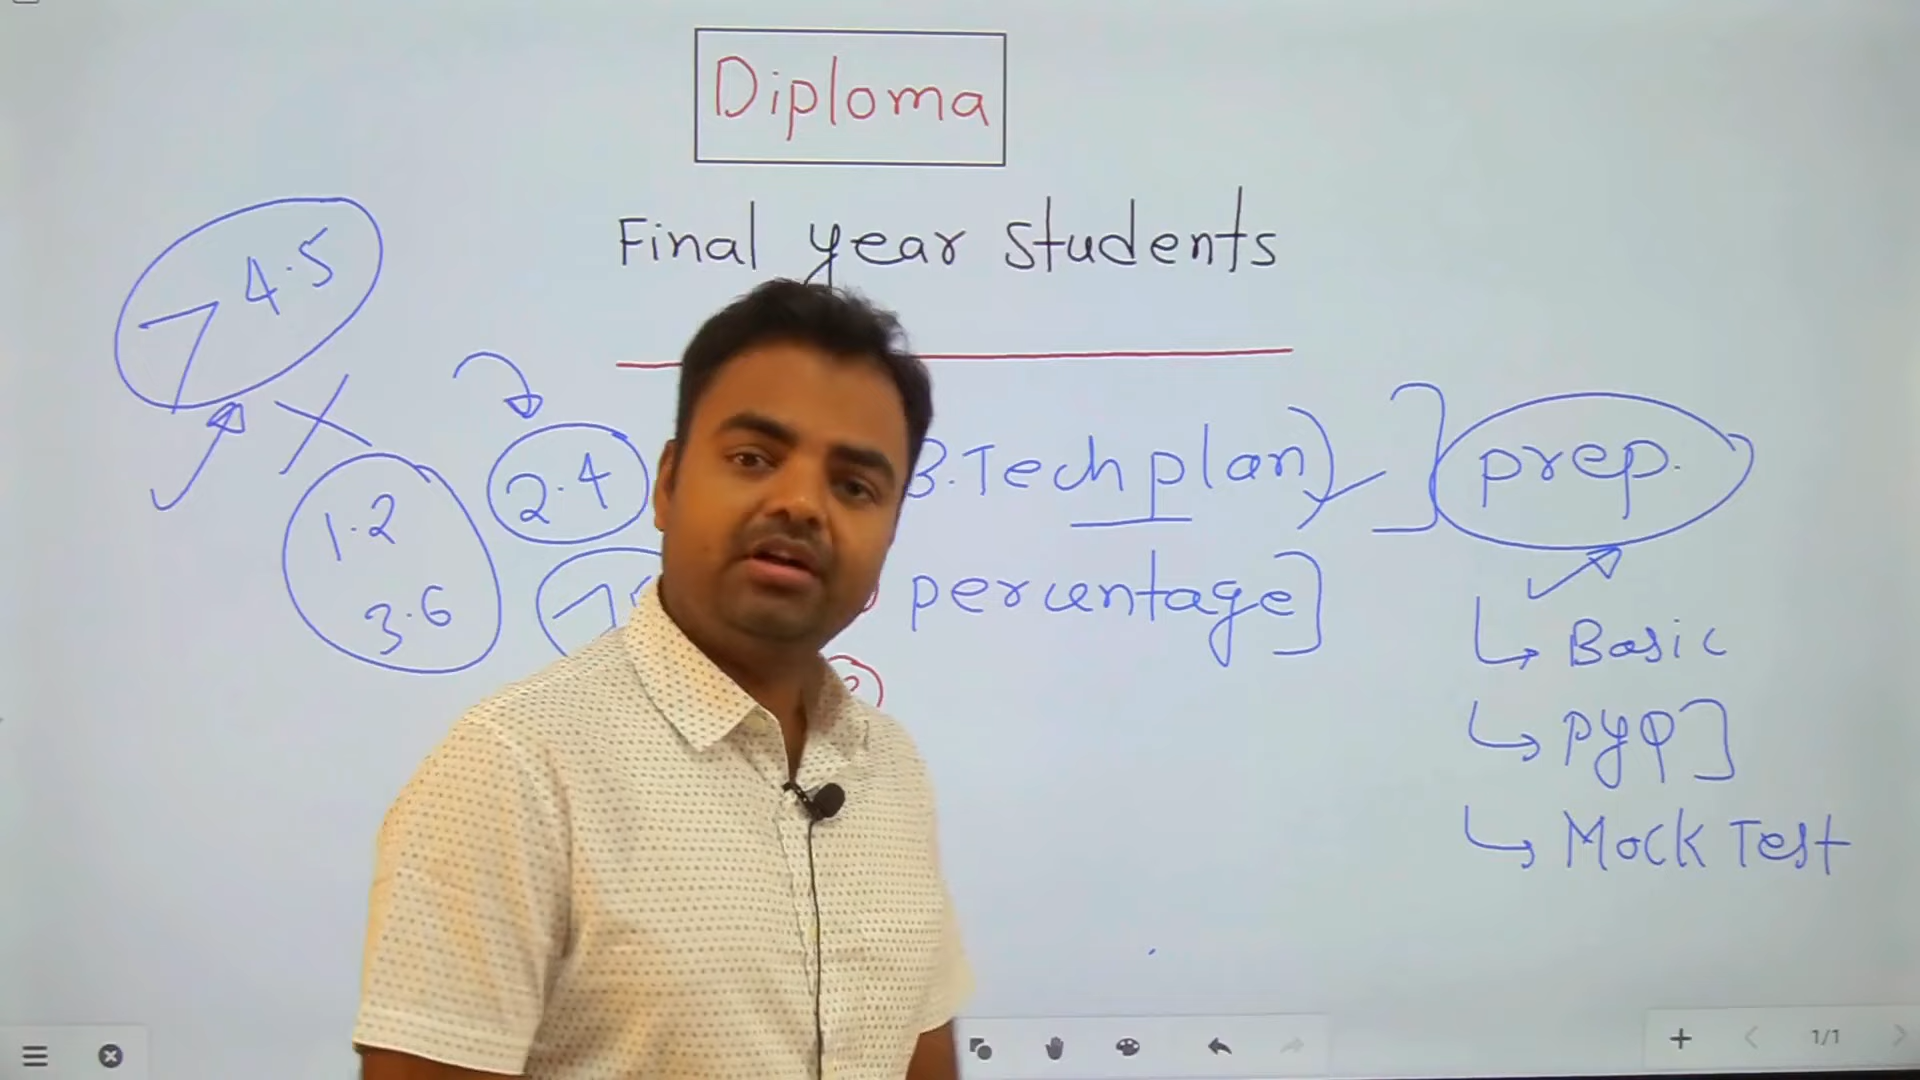 Diploma
Final year students
7 4.5
1.2
3.6
2.4
B.Tech plan)
percentage]
prep.
Basic
PYQ]
Mock Test
1/1